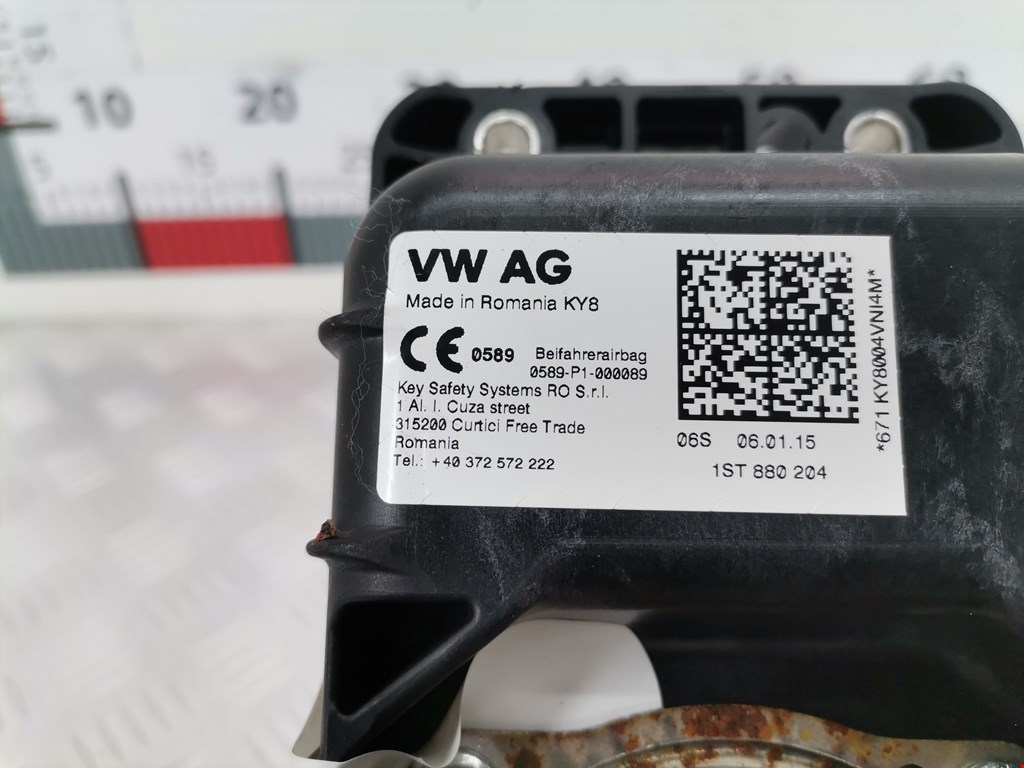 10 20
5 15 25
VW AG
Made in Romania KY8
CE 0589 Beifahrerairbag
0589-P1-000089
Key Safety Systems RO S.r.l.
1 Al. I. Cuza street
315200 Curtici Free Trade
Romania
Tel.: +40 372 572 222
06S 06.01.15
1ST 880 204
*671 KY8004VNI4M*